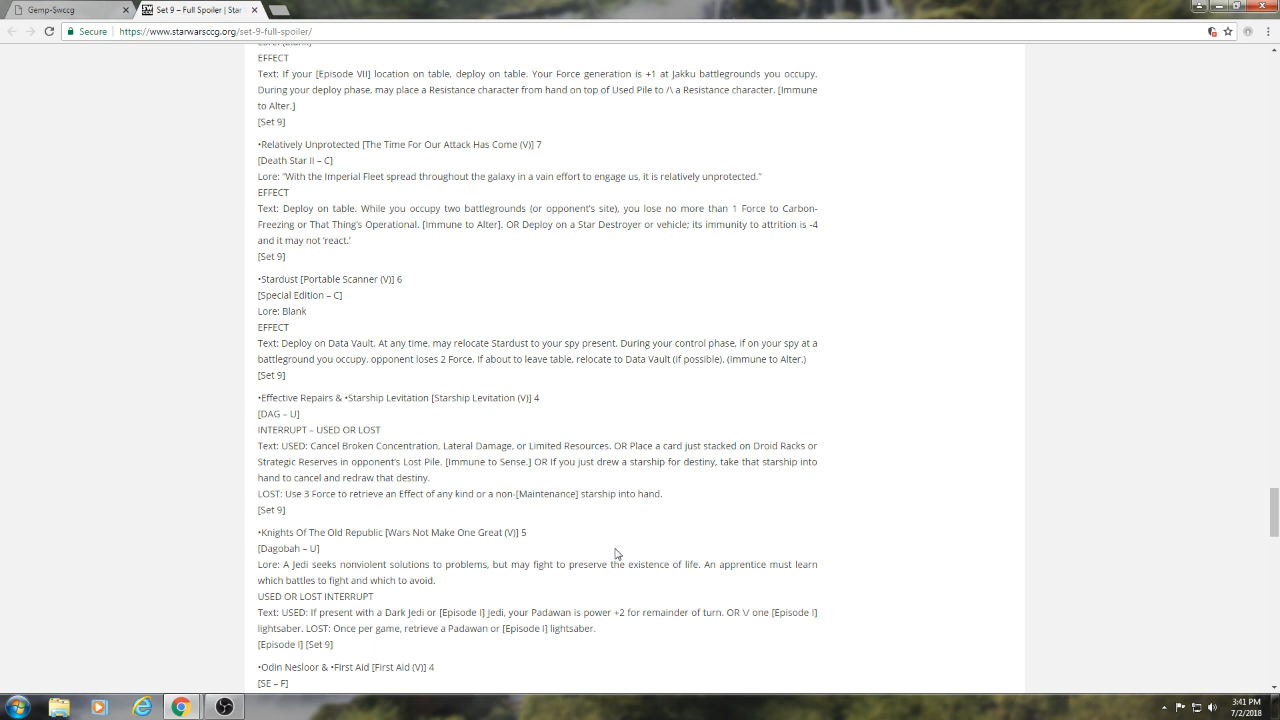 Gemp-Swccg
Set 9 – Full Spoiler | Star
Secure
https://www.starwarsccg.org/set-9-full-spoiler/
Lore: [Blank]
EFFECT
Text: If your [Episode VII] location on table, deploy on table. Your Force generation is +1 at Jakku battlegrounds you occupy.
During your deploy phase, may place a Resistance character from hand on top of Used Pile to /\ a Resistance character. [Immune
to Alter.]
[Set 9]
•Relatively Unprotected [The Time For Our Attack Has Come (V)] 7
[Death Star II – C]
Lore: “With the Imperial Fleet spread throughout the galaxy in a vain effort to engage us, it is relatively unprotected.”
EFFECT
Text: Deploy on table. While you occupy two battlegrounds (or opponent’s site), you lose no more than 1 Force to Carbon-
Freezing or That Thing’s Operational. [Immune to Alter]. OR Deploy on a Star Destroyer or vehicle; its immunity to attrition is -4
and it may not ‘react.’
[Set 9]
•Stardust [Portable Scanner (V)] 6
[Special Edition – C]
Lore: Blank
EFFECT
Text: Deploy on Data Vault. At any time, may relocate Stardust to your spy present. During your control phase, if on your spy at a
battleground you occupy, opponent loses 2 Force. If about to leave table, relocate to Data Vault (if possible). (Immune to Alter.)
[Set 9]
•Effective Repairs & •Starship Levitation [Starship Levitation (V)] 4
[DAG – U]
INTERRUPT – USED OR LOST
Text: USED: Cancel Broken Concentration, Lateral Damage, or Limited Resources. OR Place a card just stacked on Droid Racks or
Strategic Reserves in opponent’s Lost Pile. [Immune to Sense.] OR If you just drew a starship for destiny, take that starship into
hand to cancel and redraw that destiny.
LOST: Use 3 Force to retrieve an Effect of any kind or a non-[Maintenance] starship into hand.
[Set 9]
•Knights Of The Old Republic [Wars Not Make One Great (V)] 5
[Dagobah – U]
Lore: A Jedi seeks nonviolent solutions to problems, but may fight to preserve the existence of life. An apprentice must learn
which battles to fight and which to avoid.
USED OR LOST INTERRUPT
Text: USED: If present with a Dark Jedi or [Episode I] Jedi, your Padawan is power +2 for remainder of turn. OR \/ one [Episode I]
lightsaber. LOST: Once per game, retrieve a Padawan or [Episode I] lightsaber.
[Episode I] [Set 9]
•Odin Nesloor & •First Aid [First Aid (V)] 4
[SE – F]
3:41 PM
7/2/2018